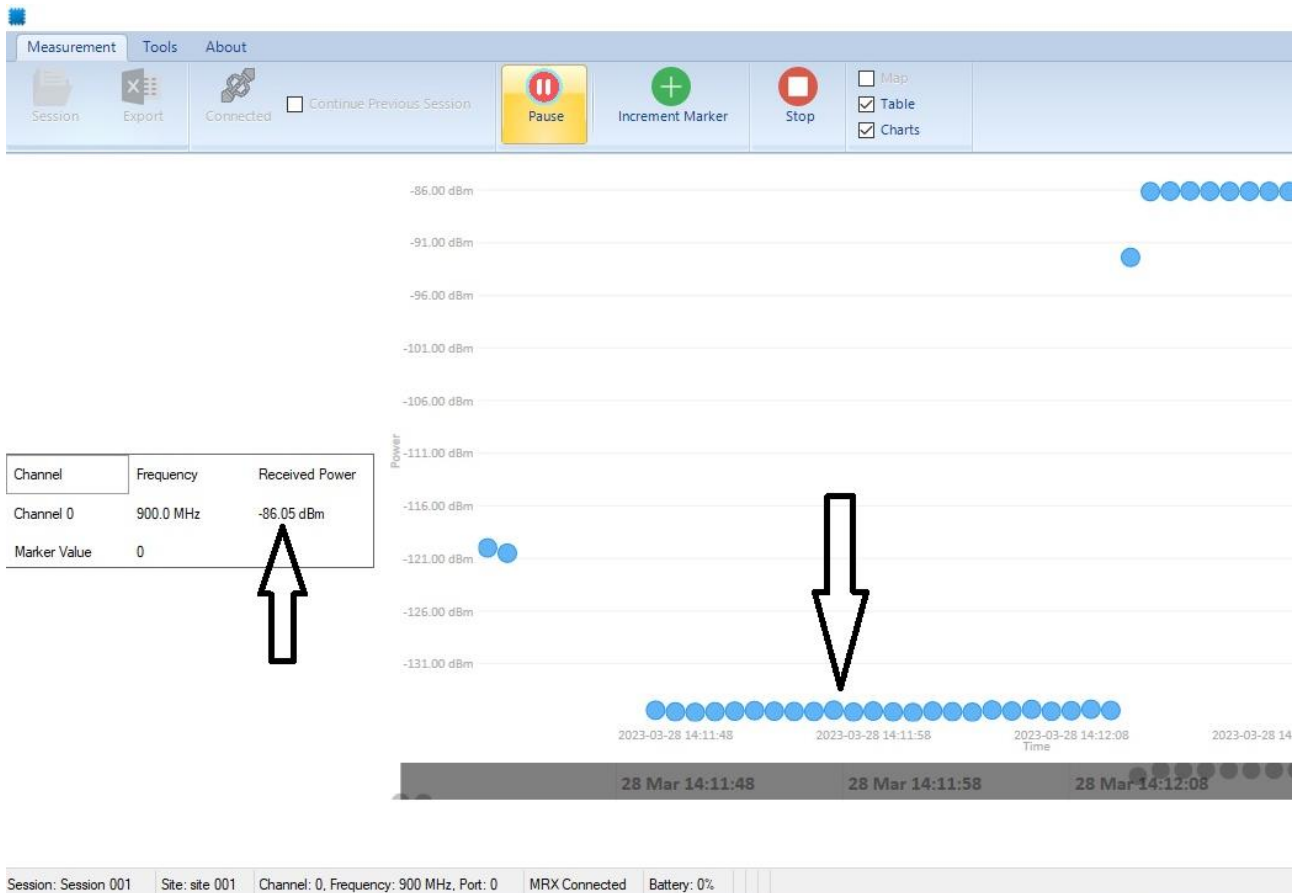 Measurement Tools About
Session Export Connected Continue Previous Session Pause Increment Marker Stop
Map
Table
Charts
-86.00 dBm
-91.00 dBm
-96.00 dBm
-101.00 dBm
-106.00 dBm
-111.00 dBm
-116.00 dBm
-121.00 dBm
-126.00 dBm
-131.00 dBm
Power
Channel Frequency Received Power
Channel 0 900.0 MHz -86.05 dBm
Marker Value 0
2023-03-28 14:11:48 2023-03-28 14:11:58 2023-03-28 14:12:08 2023-03-28 14
Time
28 Mar 14:11:48 28 Mar 14:11:58 28 Mar 14:12:08
Session: Session 001 Site: site 001 Channel: 0, Frequency: 900 MHz, Port: 0 MRX Connected Battery: 0%